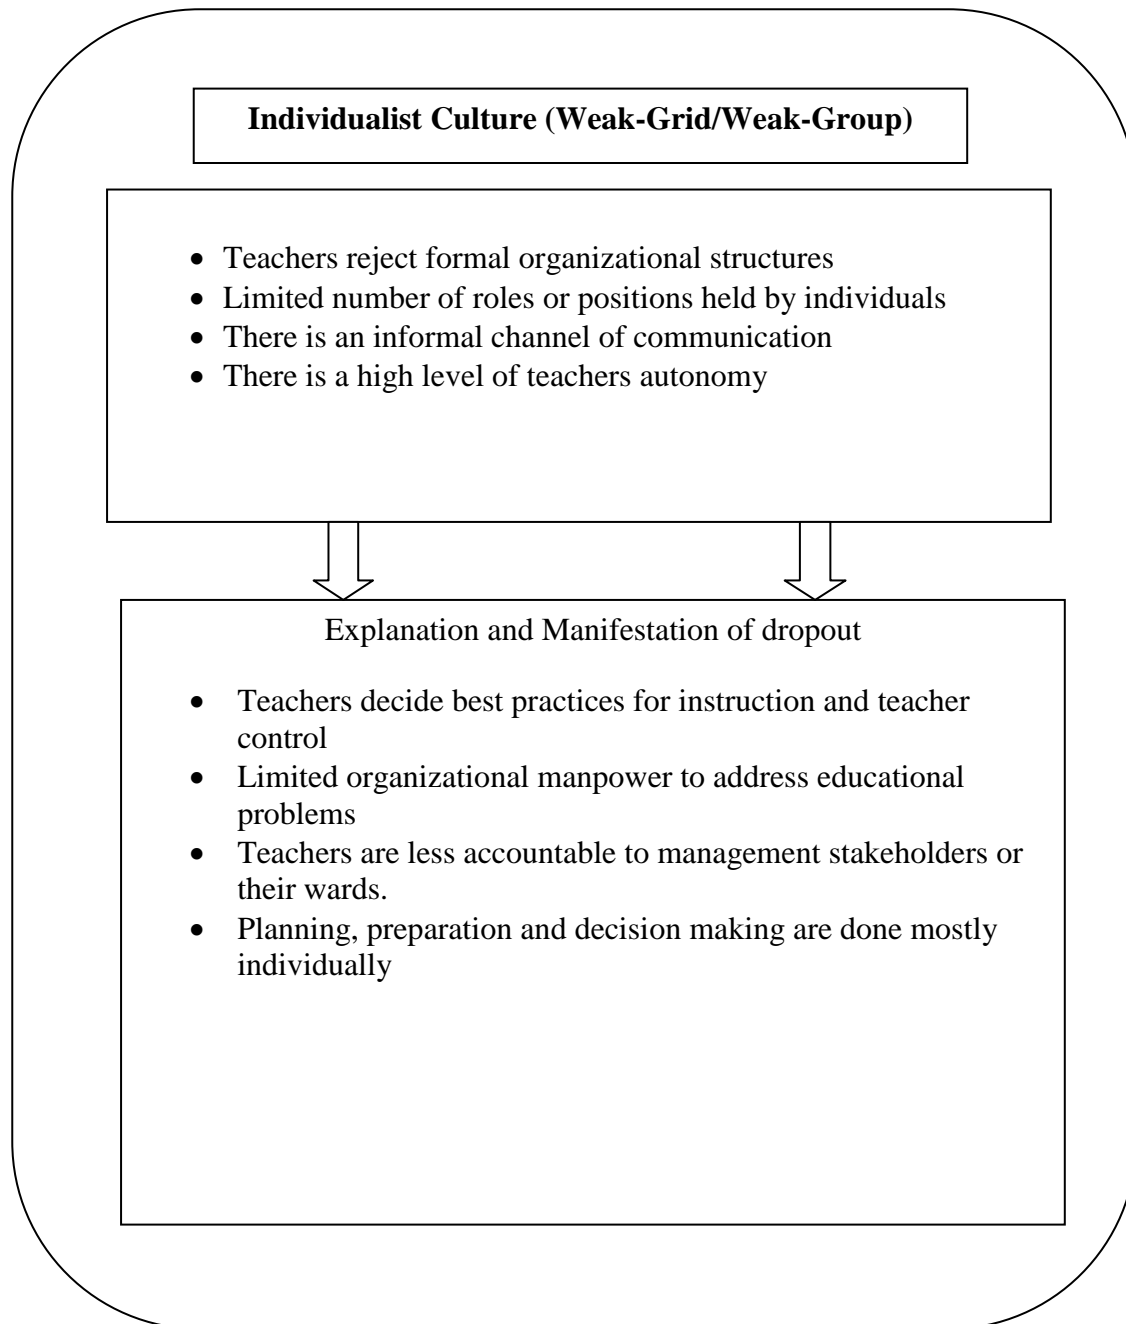 Individualist Culture (Weak-Grid/Weak-Group)
• Teachers reject formal organizational structures
• Limited number of roles or positions held by individuals
• There is an informal channel of communication
• There is a high level of teachers autonomy
Explanation and Manifestation of dropout
• Teachers decide best practices for instruction and teacher
control
• Limited organizational manpower to address educational
problems
• Teachers are less accountable to management stakeholders or
their wards.
• Planning, preparation and decision making are done mostly
individually